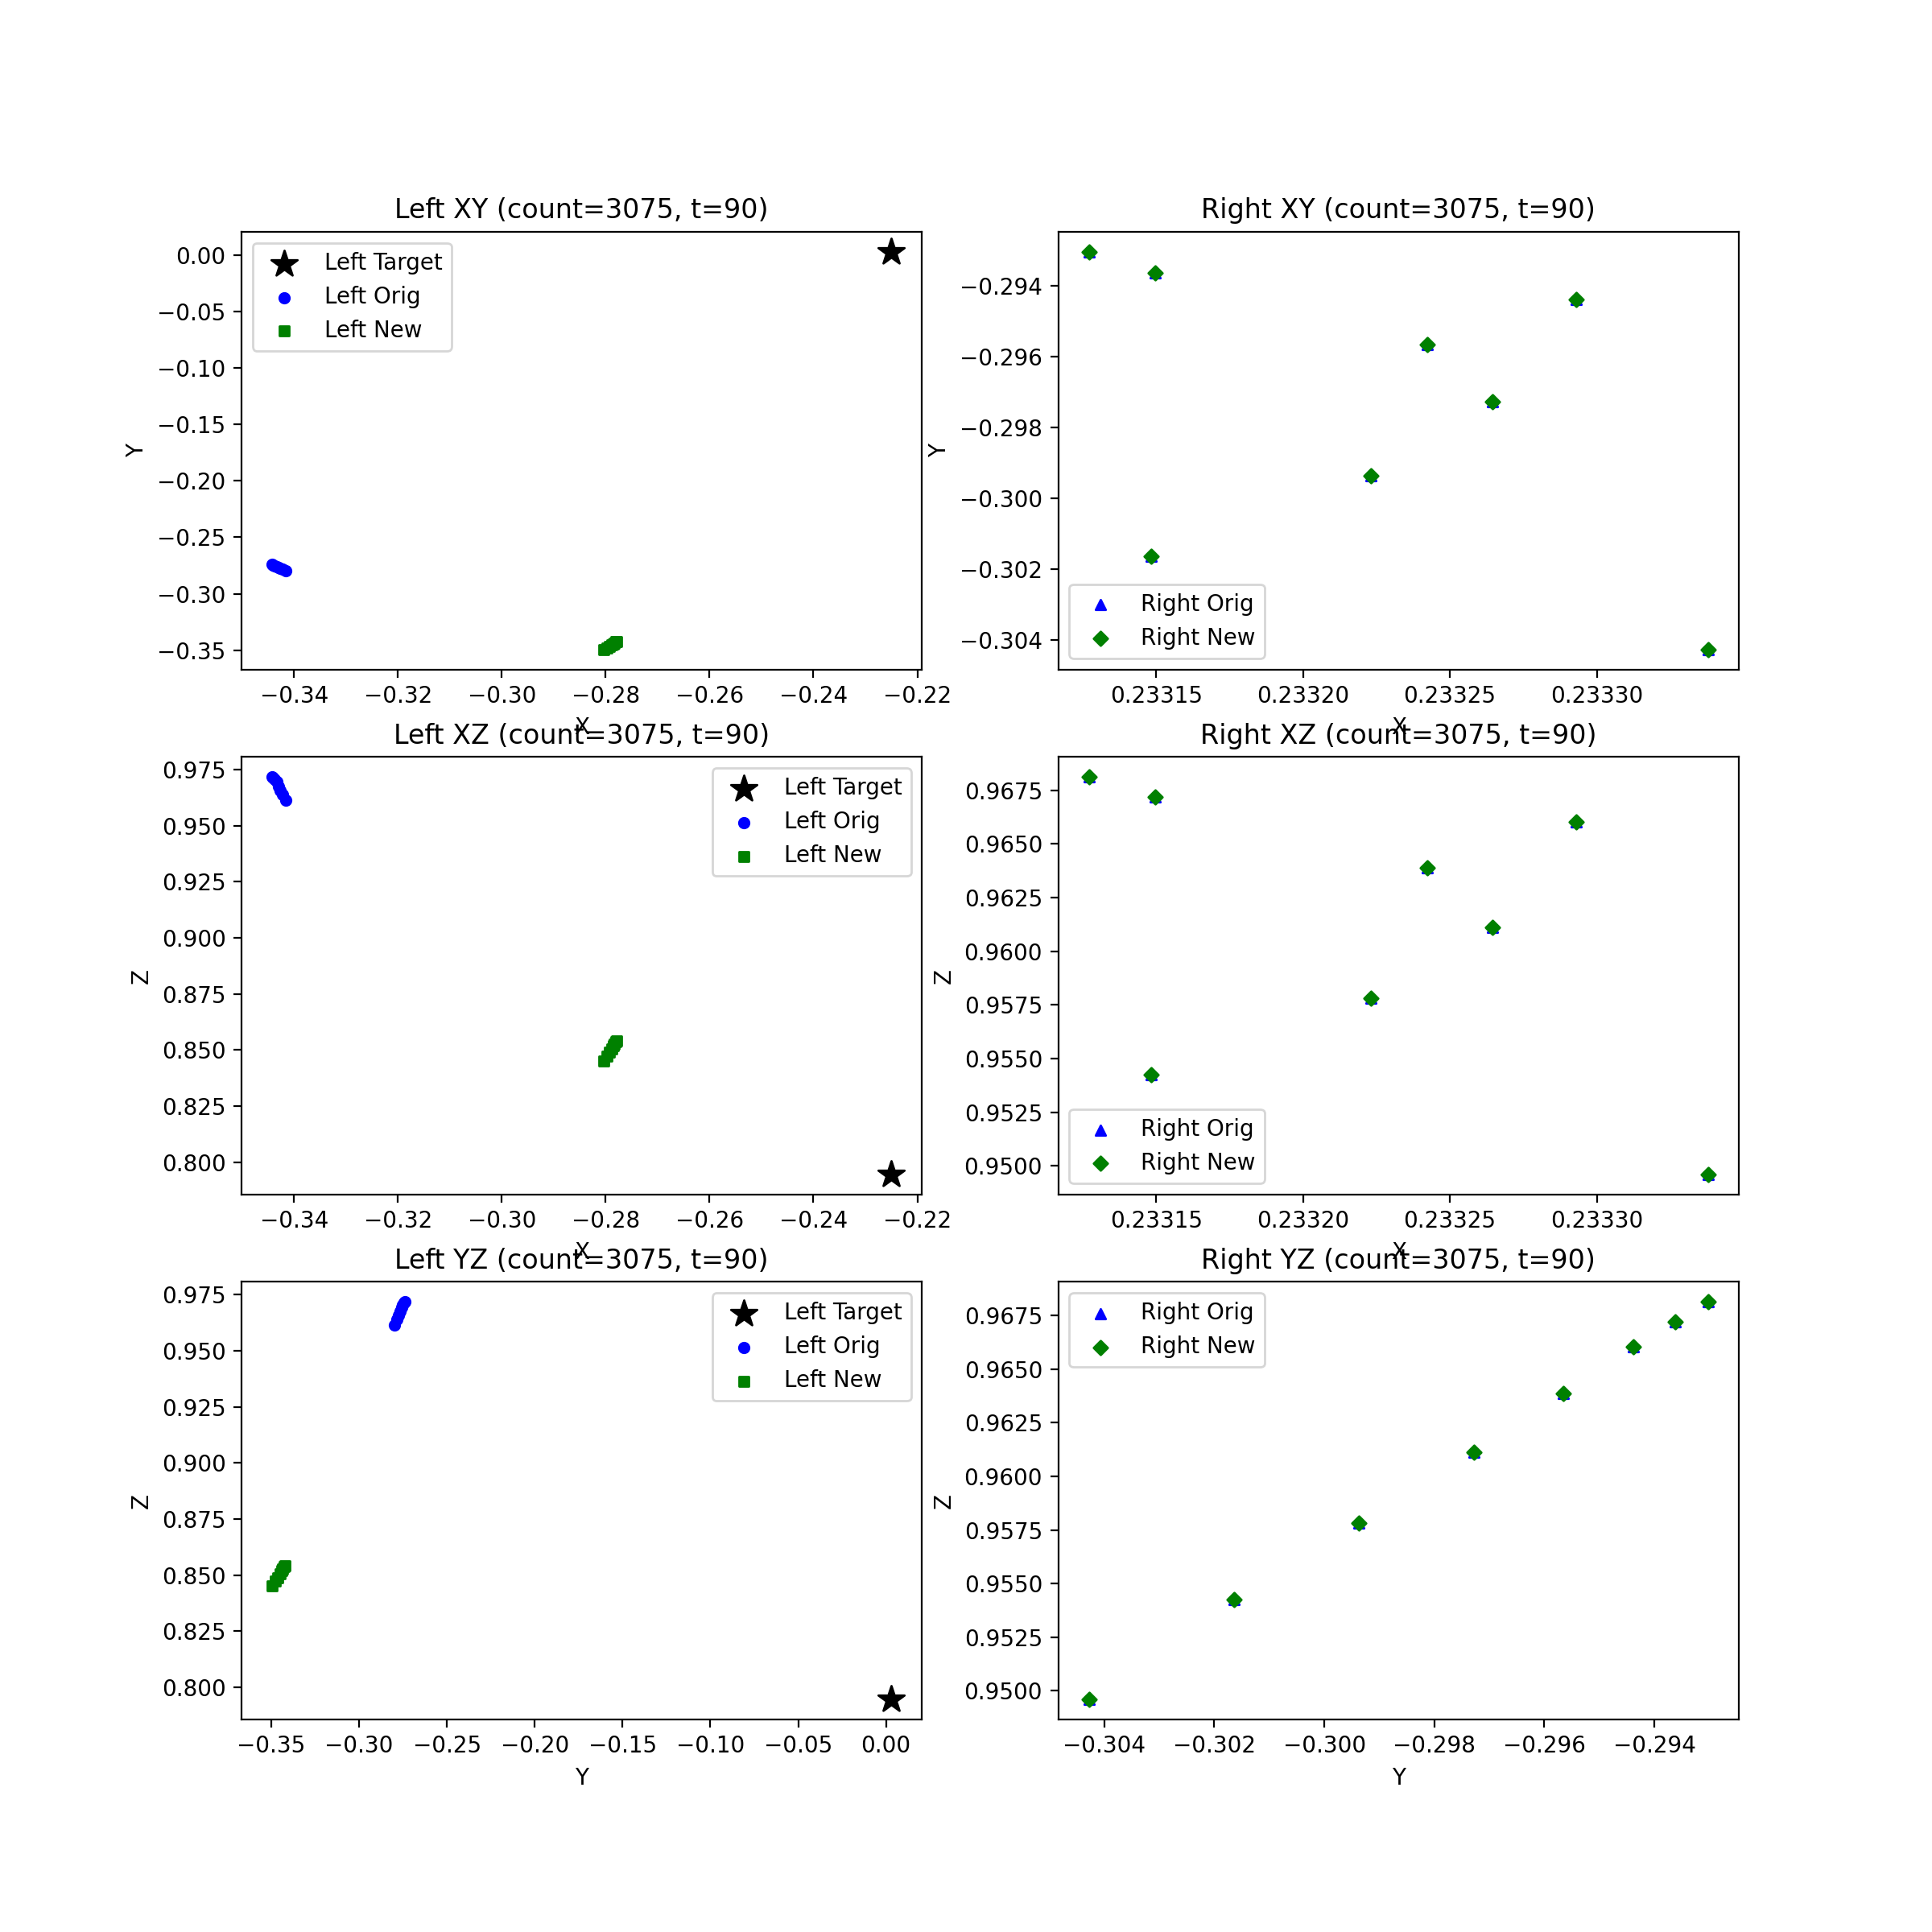 Left XY (count=3075, t=90)
Left Target
Left Orig
Left New
0.00
−0.05
−0.10
−0.15
−0.20
−0.25
−0.30
−0.35
Y
−0.34 −0.32 −0.30 −0.28 −0.26 −0.24 −0.22
X
Right XY (count=3075, t=90)
−0.294
−0.296
−0.298
−0.300
−0.302
−0.304
Y
Right Orig
Right New
0.23315 0.23320 0.23325 0.23330
X
Left XZ (count=3075, t=90)
Left Target
Left Orig
Left New
0.975
0.950
0.925
0.900
0.875
0.850
0.825
0.800
Z
−0.34 −0.32 −0.30 −0.28 −0.26 −0.24 −0.22
X
Right XZ (count=3075, t=90)
0.9675
0.9650
0.9625
0.9600
0.9575
0.9550
0.9525
0.9500
Z
Right Orig
Right New
0.23315 0.23320 0.23325 0.23330
X
Left YZ (count=3075, t=90)
Left Target
Left Orig
Left New
0.975
0.950
0.925
0.900
0.875
0.850
0.825
0.800
Z
−0.35 −0.30 −0.25 −0.20 −0.15 −0.10 −0.05 0.00
Y
Right YZ (count=3075, t=90)
Right Orig
Right New
0.9675
0.9650
0.9625
0.9600
0.9575
0.9550
0.9525
0.9500
Z
−0.304 −0.302 −0.300 −0.298 −0.296 −0.294
Y